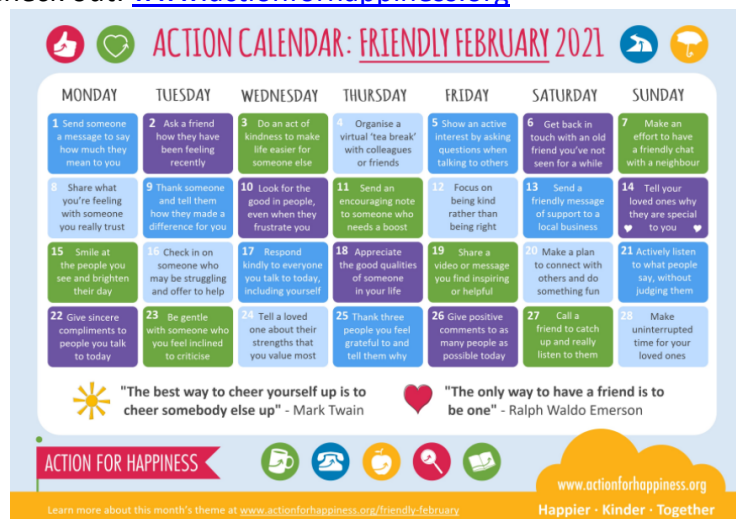 check out: www.actionforhappiness.org
ACTION CALENDAR: FRIENDLY FEBRUARY 2021
MONDAY TUESDAY WEDNESDAY THURSDAY FRIDAY SATURDAY SUNDAY
1 Send someone
a message to say
how much they
mean to you
2 Ask a friend
how they have
been feeling
recently
3 Do an act of
kindness to make
life easier for
someone else
4 Organise a
virtual 'tea break'
with colleagues
or friends
5 Show an active
interest by asking
questions when
talking to others
6 Get back in
touch with an old
friend you've not
seen for a while
7 Make an
effort to have
a friendly chat
with a neighbour
8 Share what
you're feeling
with someone
you really trust
9 Thank someone
and tell them
how they made a
difference for you
10 Look for the
good in people,
even when they
frustrate you
11 Send an
encouraging note
to someone who
needs a boost
12 Focus on
being kind
rather than
being right
13 Send a
friendly message
of support to a
local business
14 Tell your
loved ones why
they are special
to you
15 Smile at
the people you
see and brighten
their day
16 Check in on
someone who
may be struggling
and offer to help
17 Respond
kindly to everyone
you talk to today,
including yourself
18 Appreciate
the good qualities
of someone
in your life
19 Share a
video or message
you find inspiring
or helpful
20 Make a plan
to connect with
others and do
something fun
21 Actively listen
to what people
say, without
judging them
22 Give sincere
compliments to
people you talk
to today
23 Be gentle
with someone who
you feel inclined
to criticise
24 Tell a loved
one about their
strengths that
you value most
25 Thank three
people you feel
grateful to and
tell them why
26 Give positive
comments to as
many people as
possible today
27 Call a
friend to catch
up and really
listen to them
28 Make
uninterrupted
time for your
loved ones
"The best way to cheer yourself up is to
cheer somebody else up" - Mark Twain
"The only way to have a friend is to
be one" - Ralph Waldo Emerson
ACTION FOR HAPPINESS
www.actionforhappiness.org
Learn more about this month's theme at www.actionforhappiness.org/friendly-february
Happier · Kinder · Together